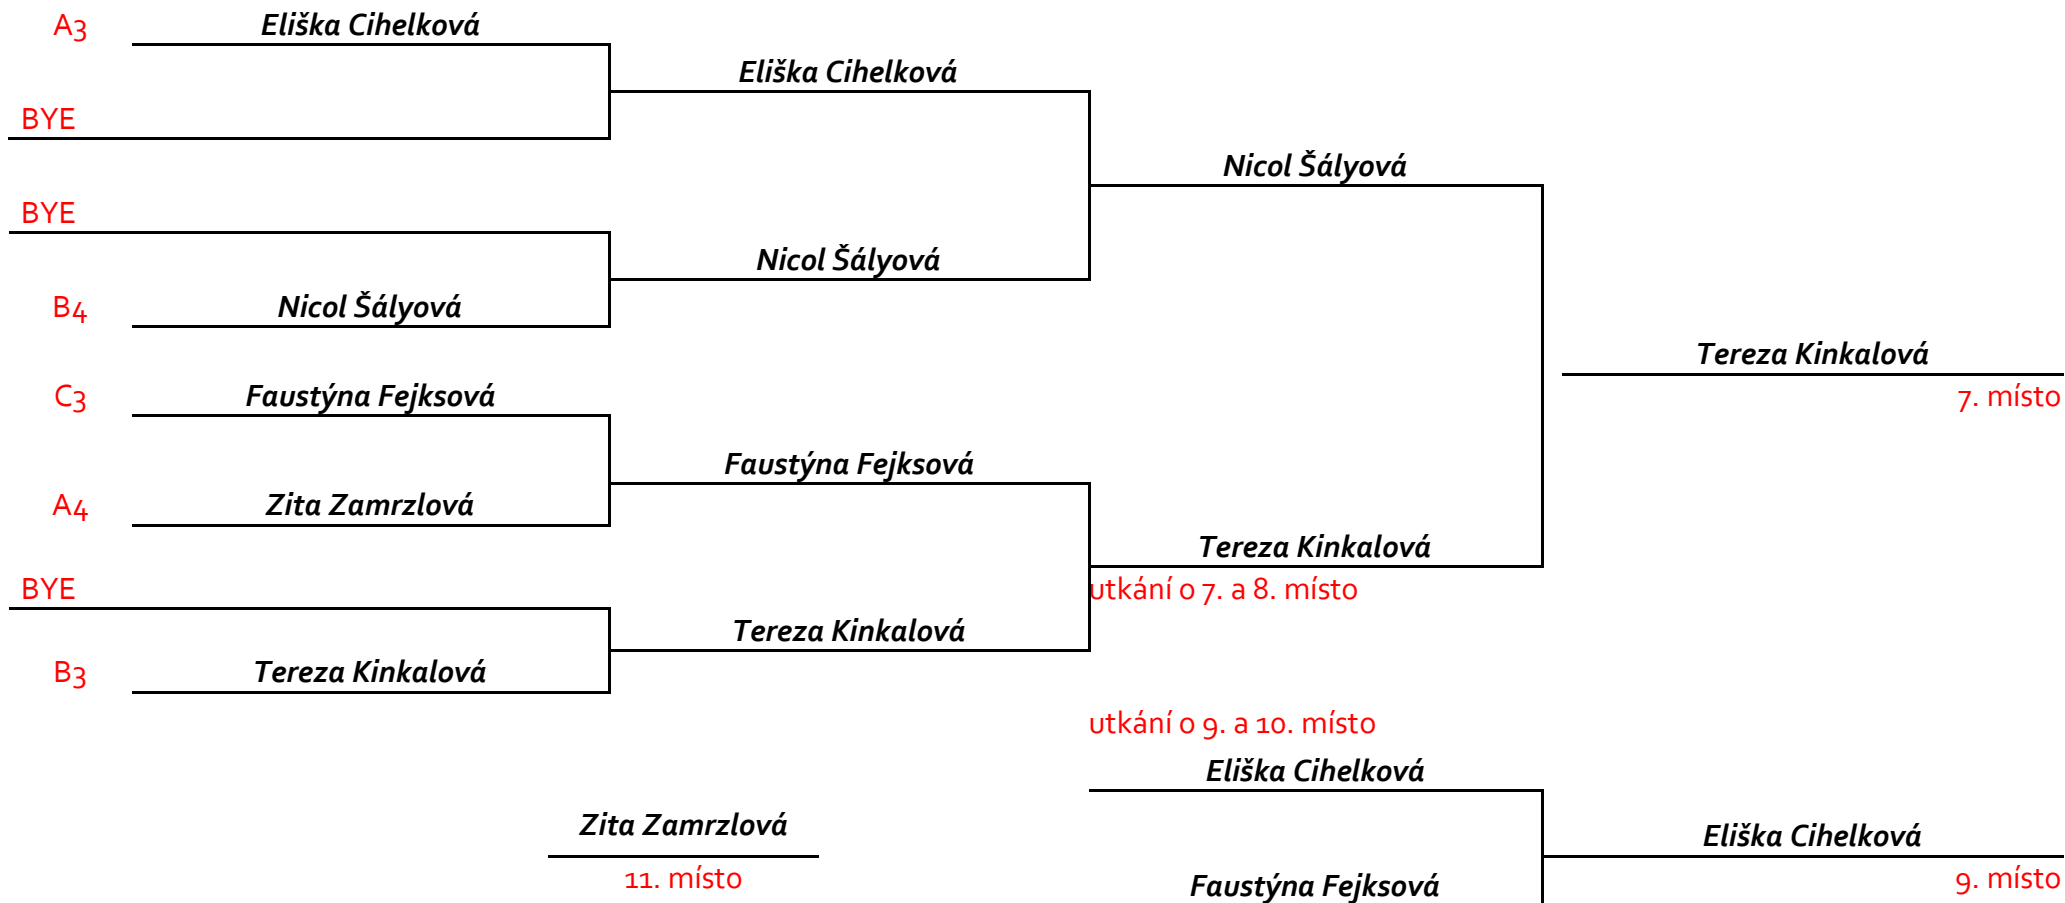 A3 Eliška Cihelková
Eliška Cihelková
BYE
Nicol Šályová
BYE
Nicol Šályová
B4 Nicol Šályová
Tereza Kinkalová
C3 Faustýna Fejksová 7. místo
Faustýna Fejksová
A4 Zita Zamrzlová
Tereza Kinkalová
BYE utkání o 7. a 8. místo
Tereza Kinkalová
B3 Tereza Kinkalová
utkání o 9. a 10. místo
Eliška Cihelková
Zita Zamrzlová Eliška Cihelková
11. místo Faustýna Fejksová 9. místo